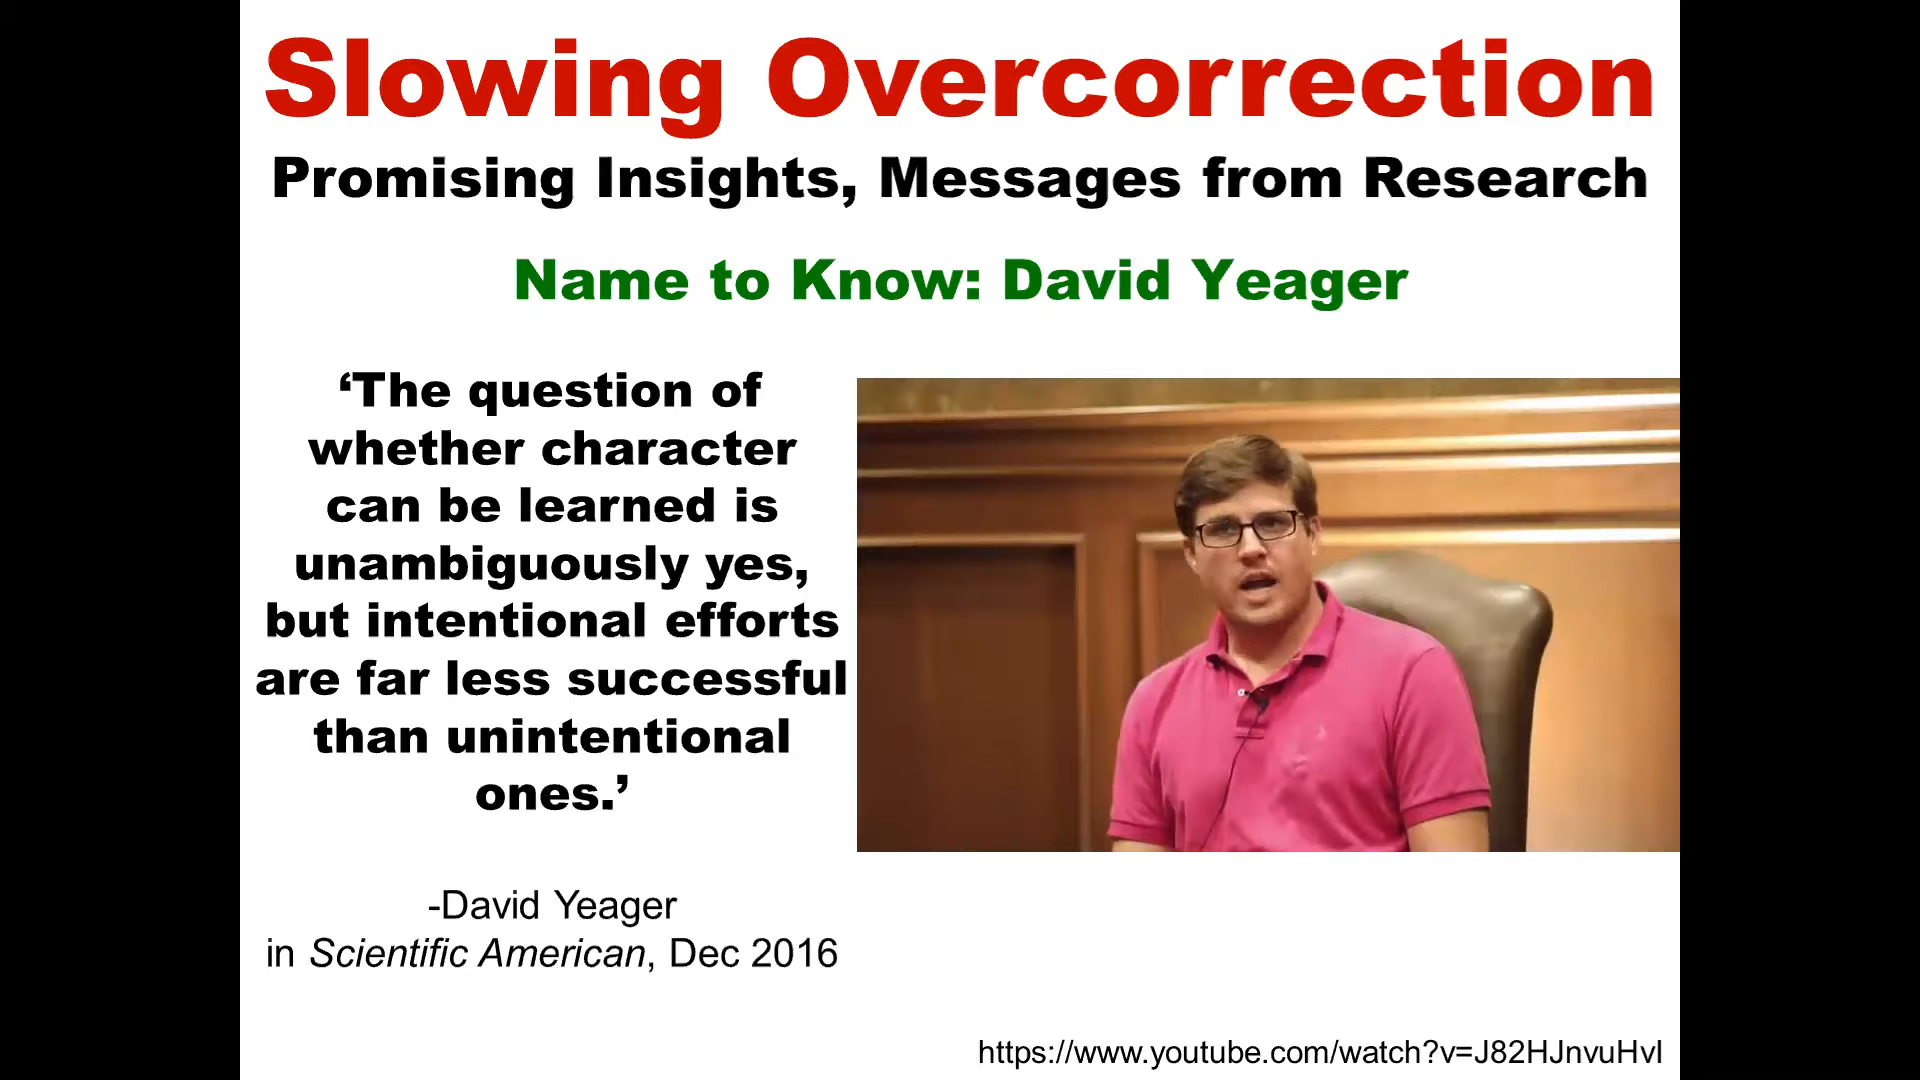 Slowing Overcorrection
Promising Insights, Messages from Research
Name to Know: David Yeager
‘The question of
whether character
can be learned is
unambiguously yes,
but intentional efforts
are far less successful
than unintentional
ones.’
-David Yeager
in Scientific American, Dec 2016
https://www.youtube.com/watch?v=J82HJnvuHvI